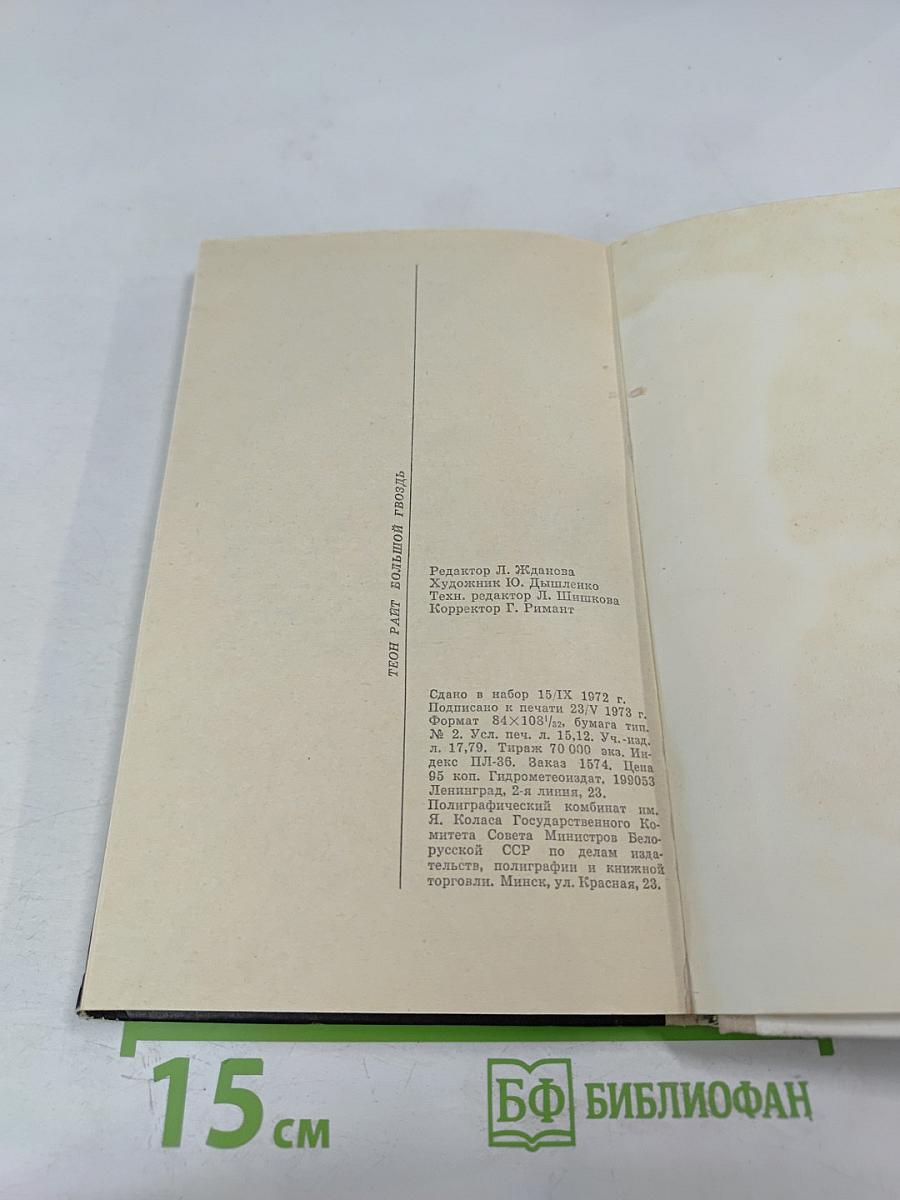 ТЕОН РАЙТ БОЛЬШОЙ ГВОЗДЬ
Редактор Л. Жданова
Художник Ю. Дышленко
Техн. редактор Л. Шишкова
Корректор Г. Римант
Сдано в набор 15/IX 1972 г.
Подписано к печати 23/V 1973 г.
Формат 84×108¹/₃₂, бумага тип.
№ 2. Усл. печ. л. 15,12. Уч.-изд.
л. 17,79. Тираж 70 000 экз. Ин-
декс ПЛ-36. Заказ 1574. Цена
95 коп. Гидрометеоиздат. 199053
Ленинград, 2-я линия, 23.
Полиграфический комбинат им.
Я. Коласа Государственного Ко-
митета Совета Министров Бело-
русской ССР по делам изда-
тельств, полиграфии и книжной
торговли. Минск, ул. Красная, 23.
15 см
БФ БИБЛИОФАН